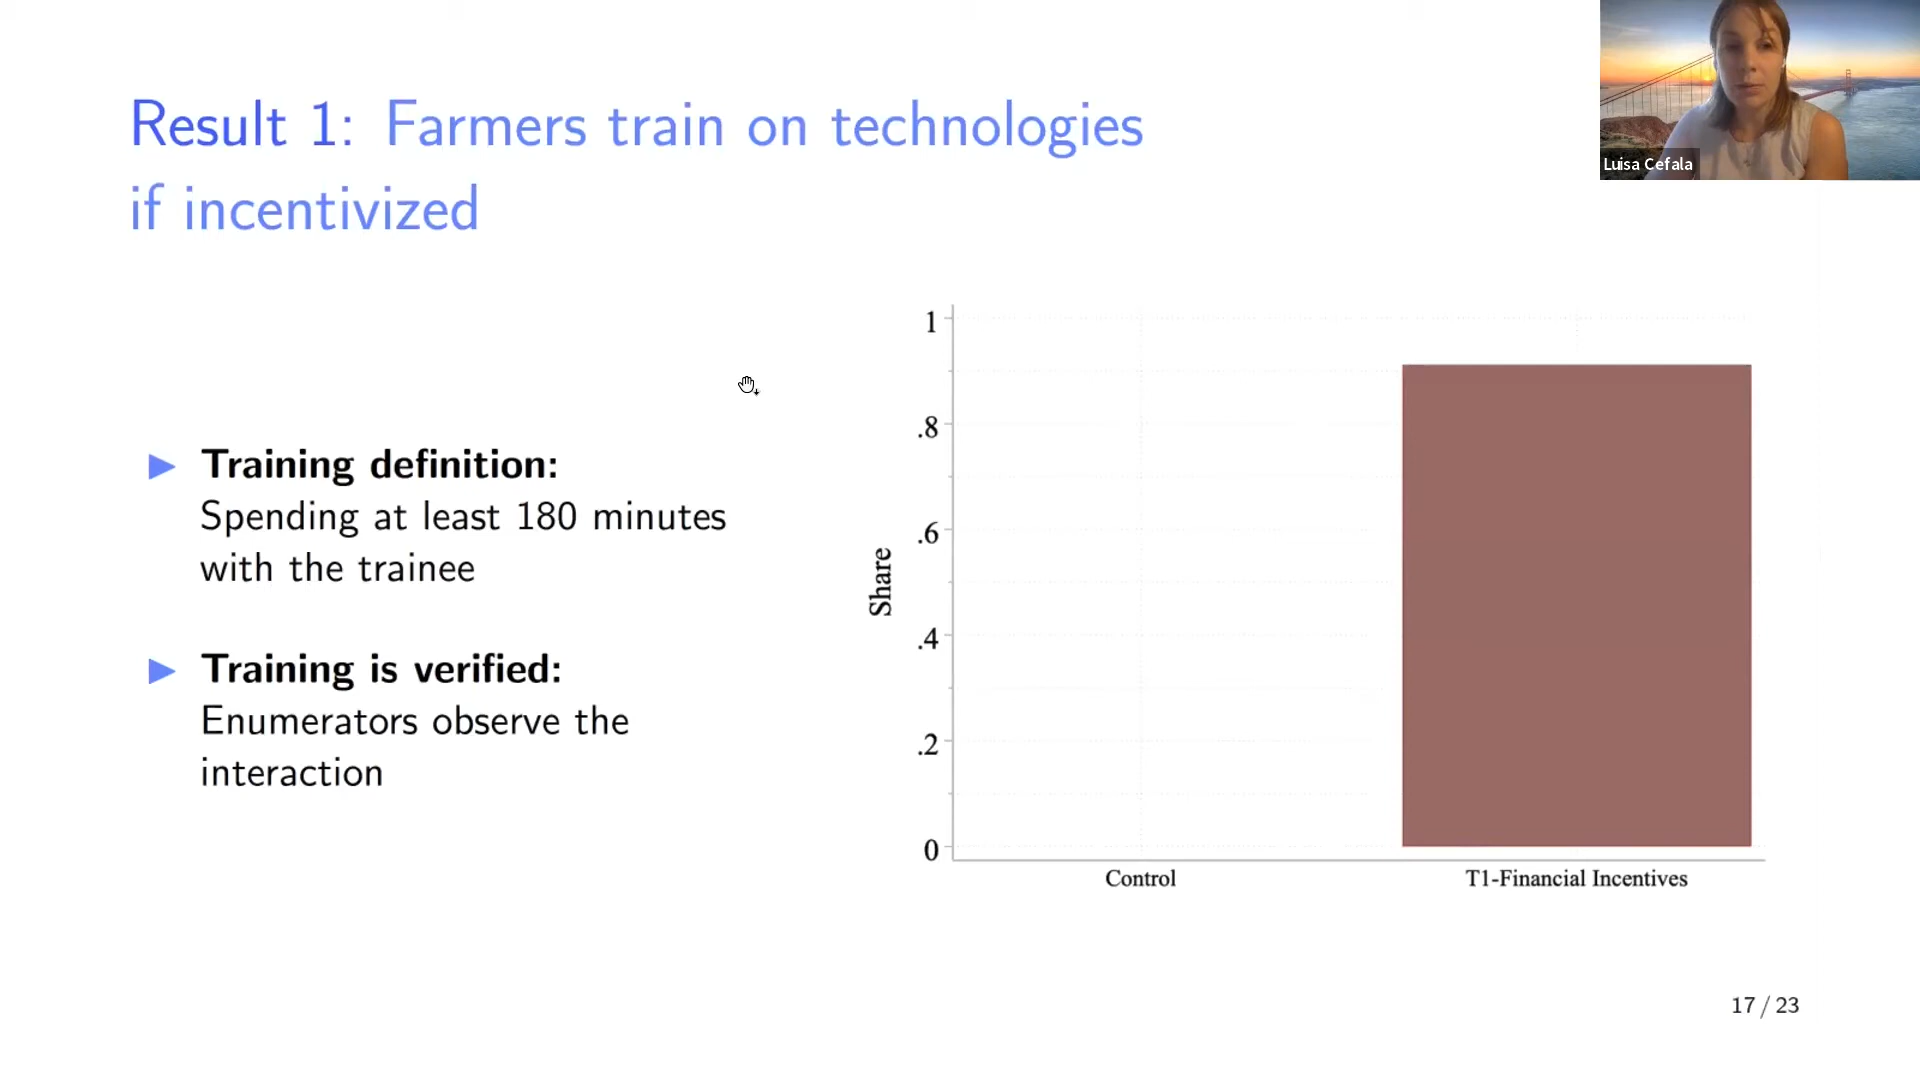 Result 1: Farmers train on technologies
if incentivized
Luisa Cefala
Training definition:
Spending at least 180 minutes
with the trainee
Training is verified:
Enumerators observe the
interaction
1
.8
.6
.4
.2
0
Share
Control
T1-Financial Incentives
17 / 23